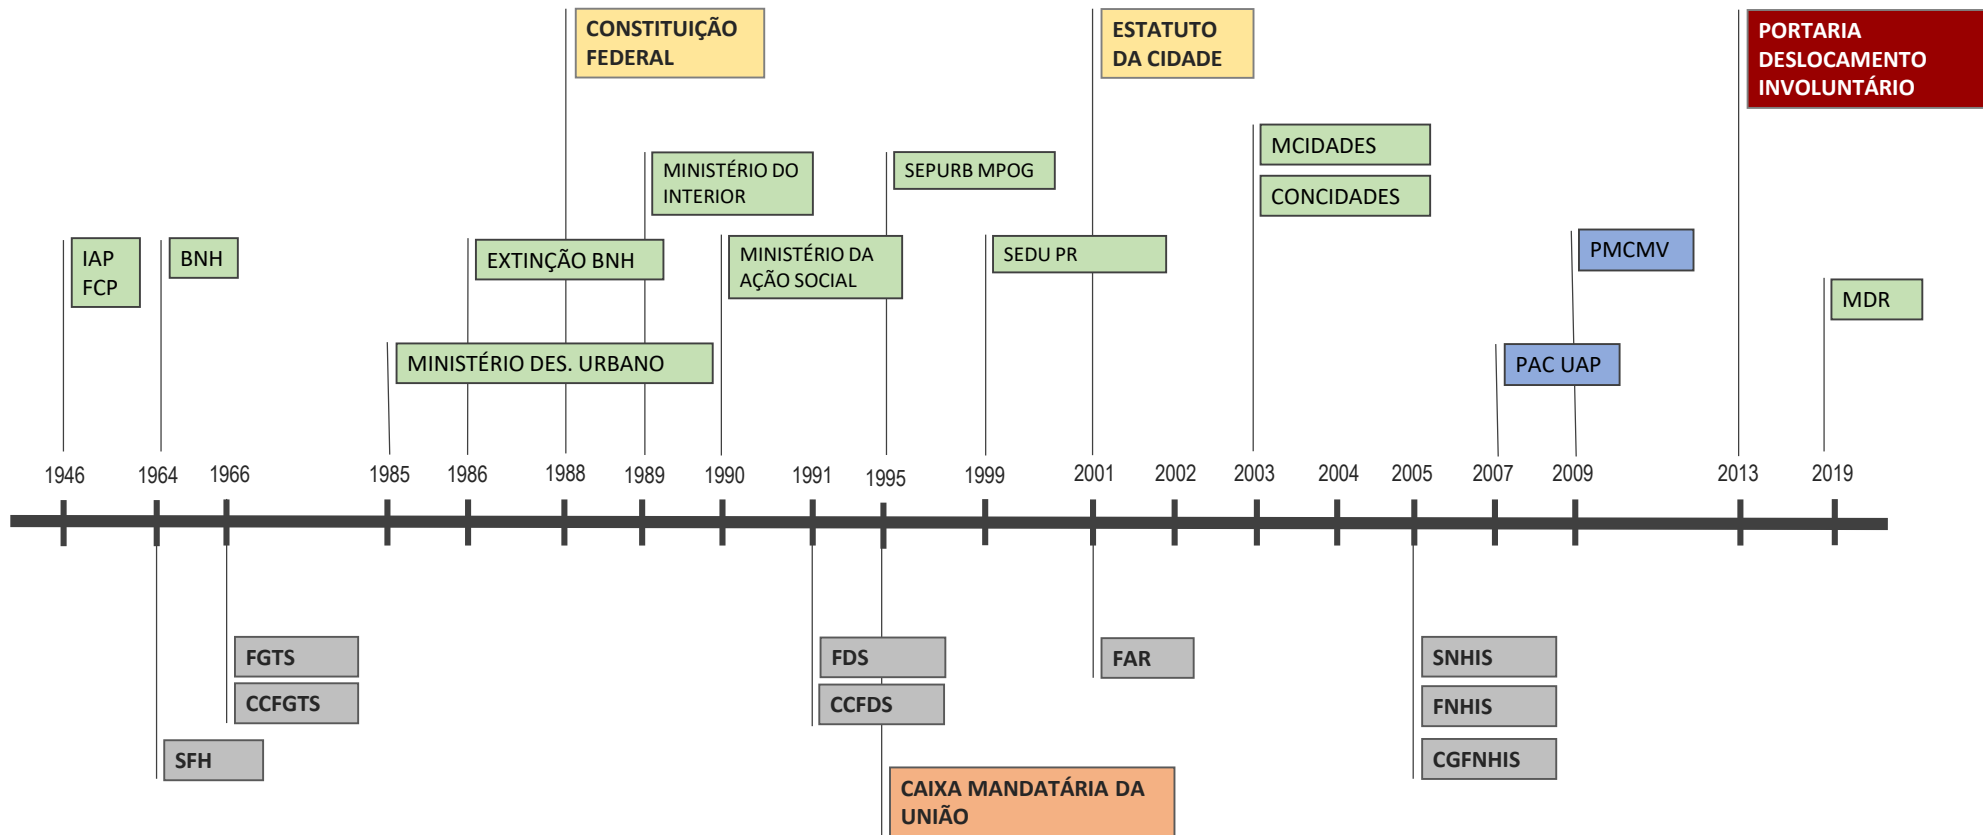 CONSTITUIÇÃO
FEDERAL
ESTATUTO
DA CIDADE
PORTARIA
DESLOCAMENTO
INVOLUNTÁRIO
MCIDADES
CONCIDADES
MINISTÉRIO DO
INTERIOR
SEPURB MPOG
IAP
FCP
BNH
EXTINÇÃO BNH
MINISTÉRIO DA
AÇÃO SOCIAL
SEDU PR
PMCMV
MDR
MINISTÉRIO DES. URBANO
PAC UAP
1946 1964 1966 1985 1986 1988 1989 1990 1991 1995 1999 2001 2002 2003 2004 2005 2007 2009 2013 2019
FGTS
CCFGTS
SFH
FDS
CCFDS
FAR
SNHIS
FNHIS
CGFNHIS
CAIXA MANDATÁRIA DA
UNIÃO